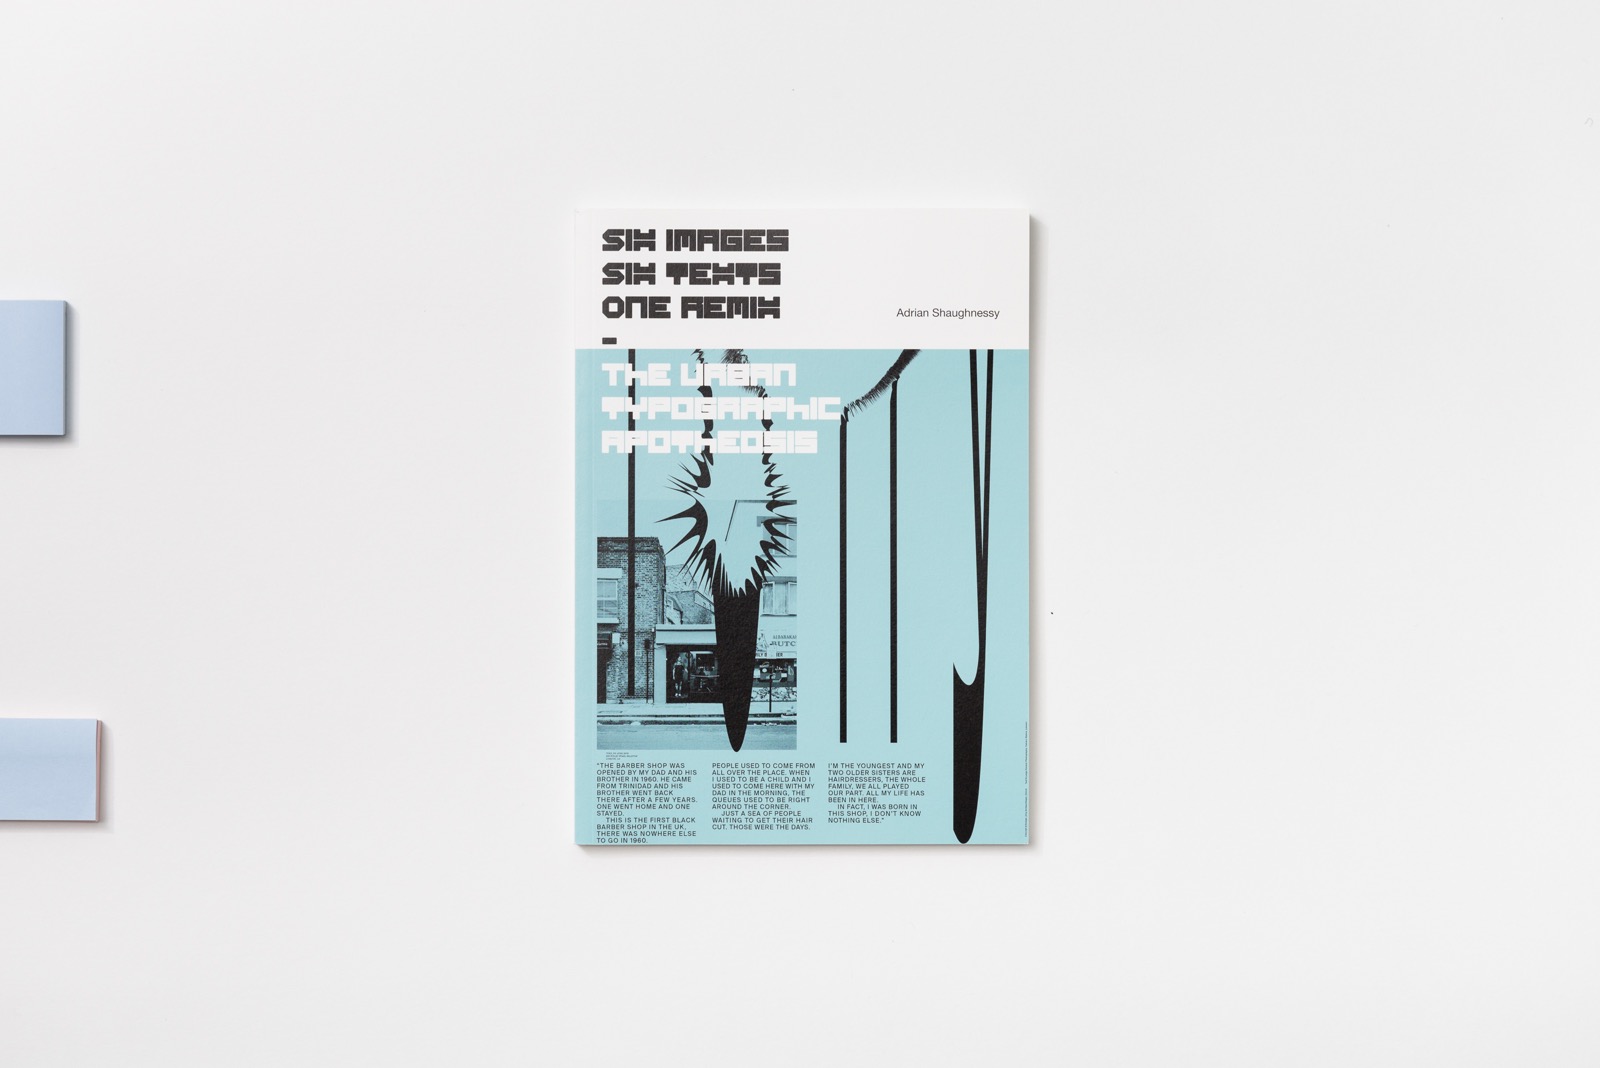 SIX IMAGES
SIX TEXTS
ONE REMIX
–
Adrian Shaughnessy
THE URBAN
TYPOGRAPHIC
APOTHEOSIS
BUTC
"THE BARBER SHOP WAS
OPENED BY MY DAD AND HIS
BROTHER IN 1960. HE CAME
FROM TRINIDAD AND HIS
BROTHER WENT BACK
THERE AFTER A FEW YEARS.
ONE WENT HOME AND ONE
STAYED.
THIS IS THE FIRST BLACK
BARBER SHOP IN THE UK,
THERE WAS NOWHERE ELSE
TO GO IN 1960.
PEOPLE USED TO COME FROM
ALL OVER THE PLACE. WHEN
I USED TO BE A CHILD AND I
USED TO COME HERE WITH MY
DAD IN THE MORNING, THE
QUEUES USED TO BE RIGHT
AROUND THE CORNER.
JUST A SEA OF PEOPLE
WAITING TO GET THEIR HAIR
CUT. THOSE WERE THE DAYS.
I'M THE YOUNGEST AND MY
TWO OLDER SISTERS ARE
HAIRDRESSERS, THE WHOLE
FAMILY, WE ALL PLAYED
OUR PART. ALL MY LIFE HAS
BEEN IN HERE.
IN FACT, I WAS BORN IN
THIS SHOP, I DON'T KNOW
NOTHING ELSE."